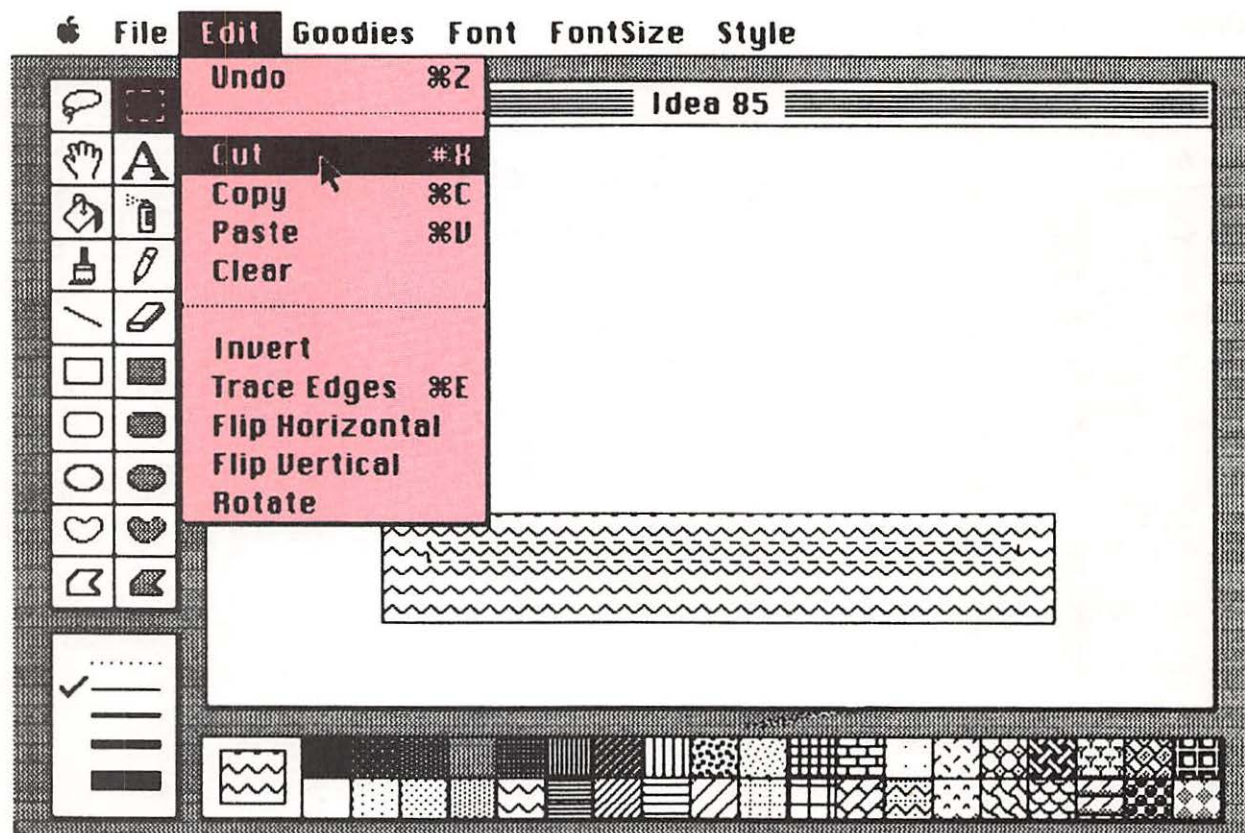 File Edit Goodies Font FontSize Style
Idea 85
Undo ⌘Z
Cut ⌘X
Copy ⌘C
Paste ⌘V
Clear
Invert
Trace Edges ⌘E
Flip Horizontal
Flip Vertical
Rotate
A